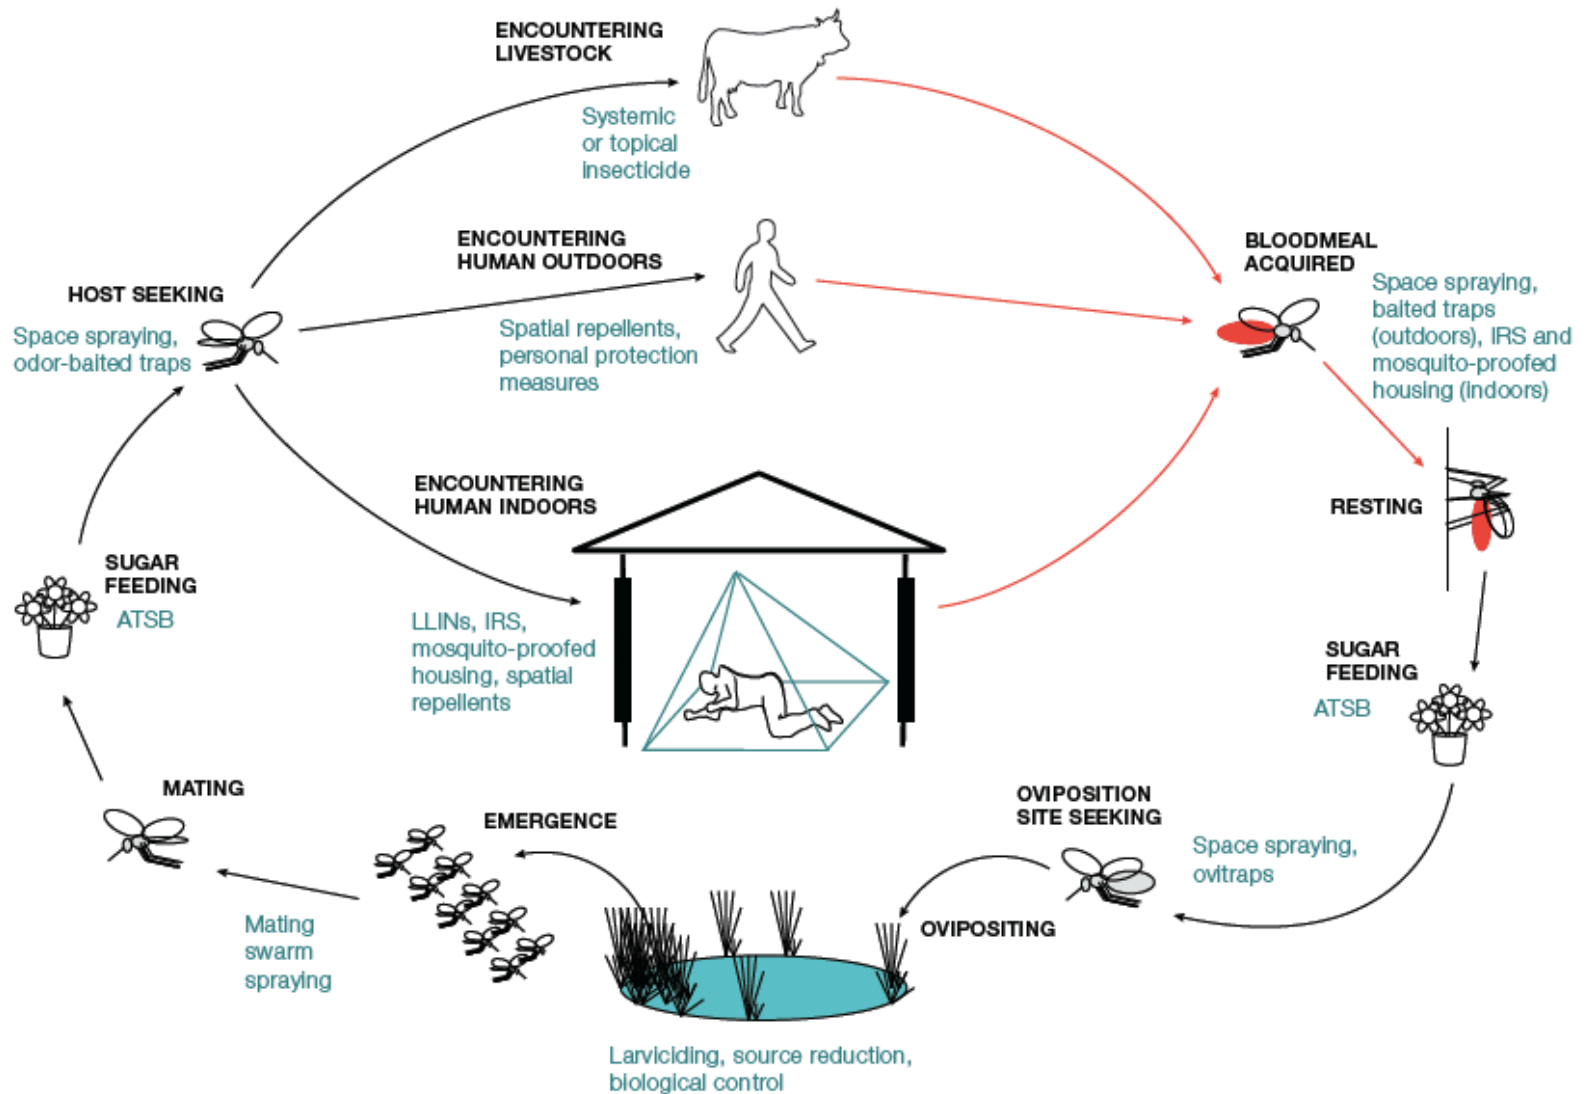 ENCOUNTERING
LIVESTOCK
Systemic
or topical
insecticide
ENCOUNTERING
HUMAN OUTDOORS
Spatial repellents,
personal protection
measures
BLOODMEAL
ACQUIRED
Space spraying,
baited traps
(outdoors), IRS and
mosquito-proofed
housing (indoors)
HOST SEEKING
Space spraying,
odor-baited traps
ENCOUNTERING
HUMAN INDOORS
LLINs, IRS,
mosquito-proofed
housing, spatial
repellents
RESTING
SUGAR
FEEDING
ATSB
SUGAR
FEEDING
ATSB
MATING
EMERGENCE
OVIPOSITION
SITE SEEKING
Space spraying,
ovitraps
OVIPOSITING
Mating
swarm
spraying
Larviciding, source reduction,
biological control